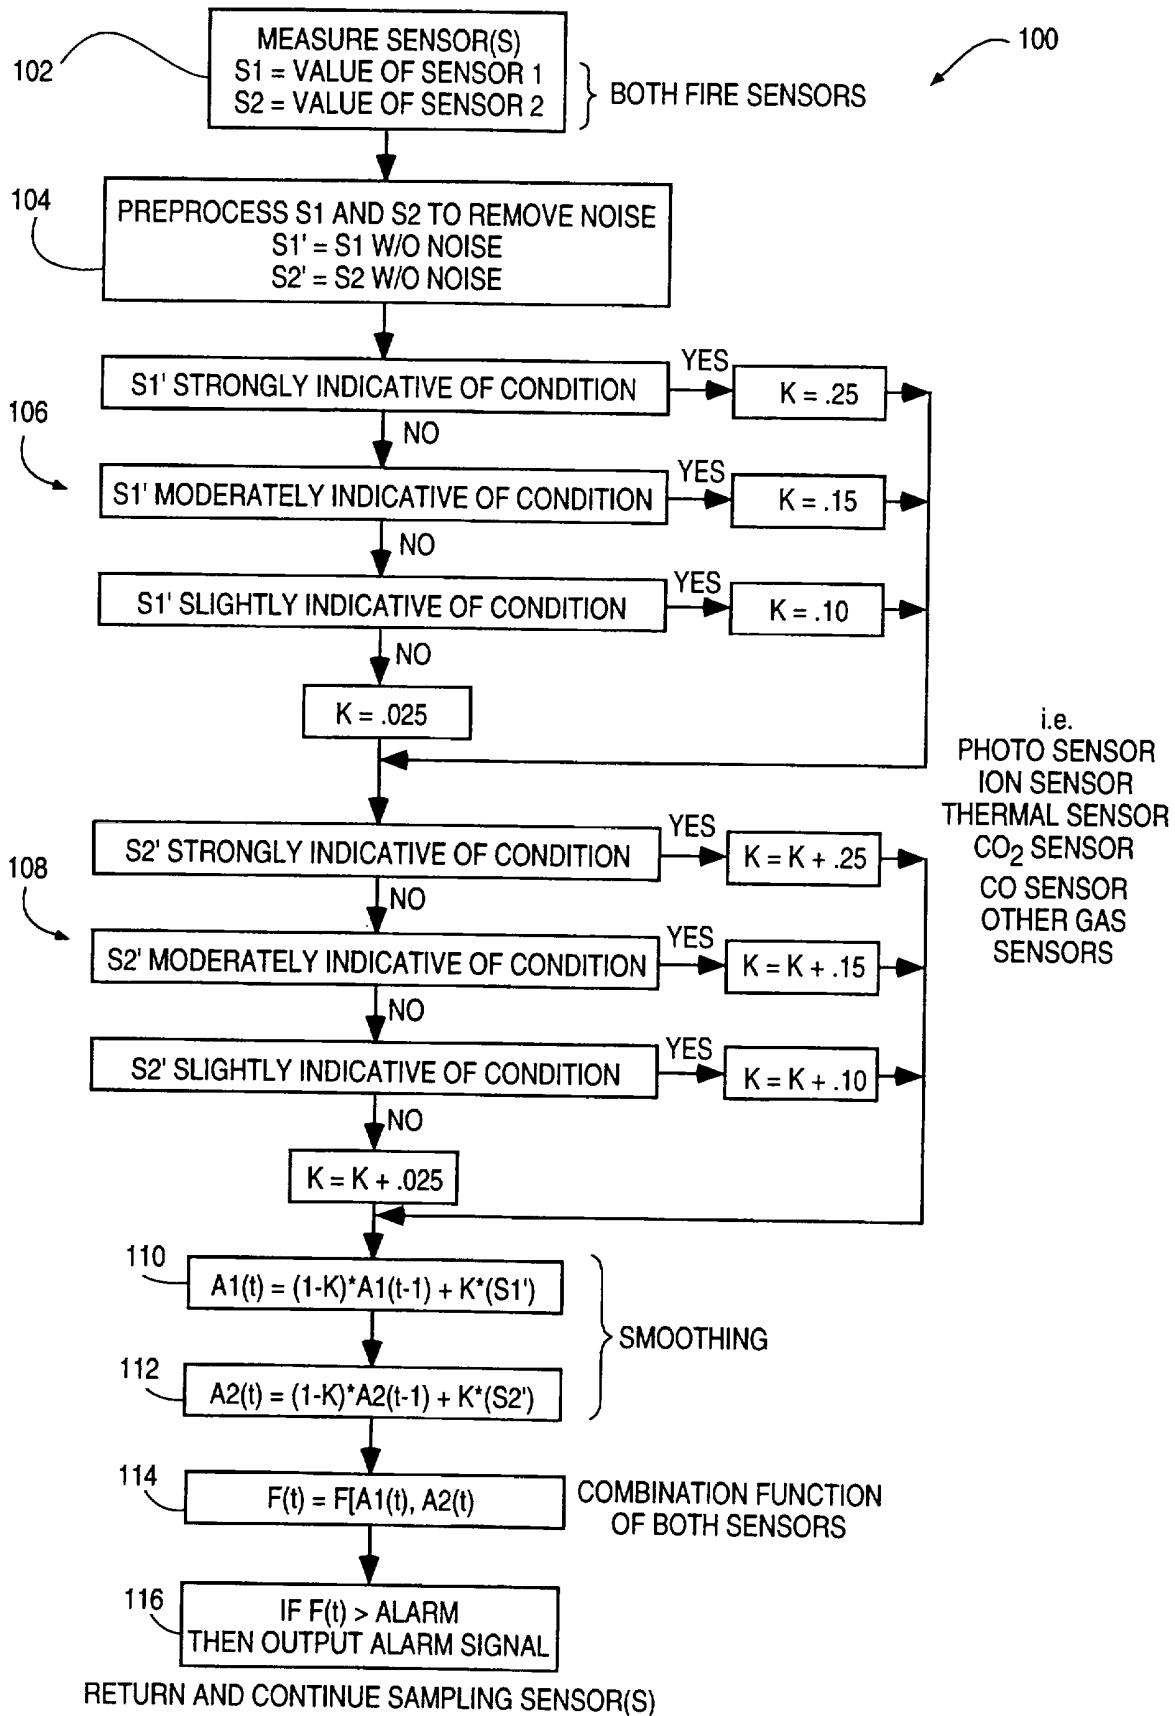 100
MEASURE SENSOR(S)
S1 = VALUE OF SENSOR 1
S2 = VALUE OF SENSOR 2
BOTH FIRE SENSORS
102
104
PREPROCESS S1 AND S2 TO REMOVE NOISE
S1' = S1 W/O NOISE
S2' = S2 W/O NOISE
S1' STRONGLY INDICATIVE OF CONDITION
YES
K = .25
NO
106
S1' MODERATELY INDICATIVE OF CONDITION
YES
K = .15
NO
S1' SLIGHTLY INDICATIVE OF CONDITION
YES
K = .10
NO
K = .025
i.e.
PHOTO SENSOR
ION SENSOR
THERMAL SENSOR
CO₂ SENSOR
CO SENSOR
OTHER GAS
SENSORS
S2' STRONGLY INDICATIVE OF CONDITION
YES
K = K + .25
NO
108
S2' MODERATELY INDICATIVE OF CONDITION
YES
K = K + .15
NO
S2' SLIGHTLY INDICATIVE OF CONDITION
YES
K = K + .10
NO
K = K + .025
110
A1(t) = (1-K)*A1(t-1) + K*(S1')
SMOOTHING
112
A2(t) = (1-K)*A2(t-1) + K*(S2')
114
F(t) = F[A1(t), A2(t)
COMBINATION FUNCTION
OF BOTH SENSORS
116
IF F(t) > ALARM
THEN OUTPUT ALARM SIGNAL
RETURN AND CONTINUE SAMPLING SENSOR(S)